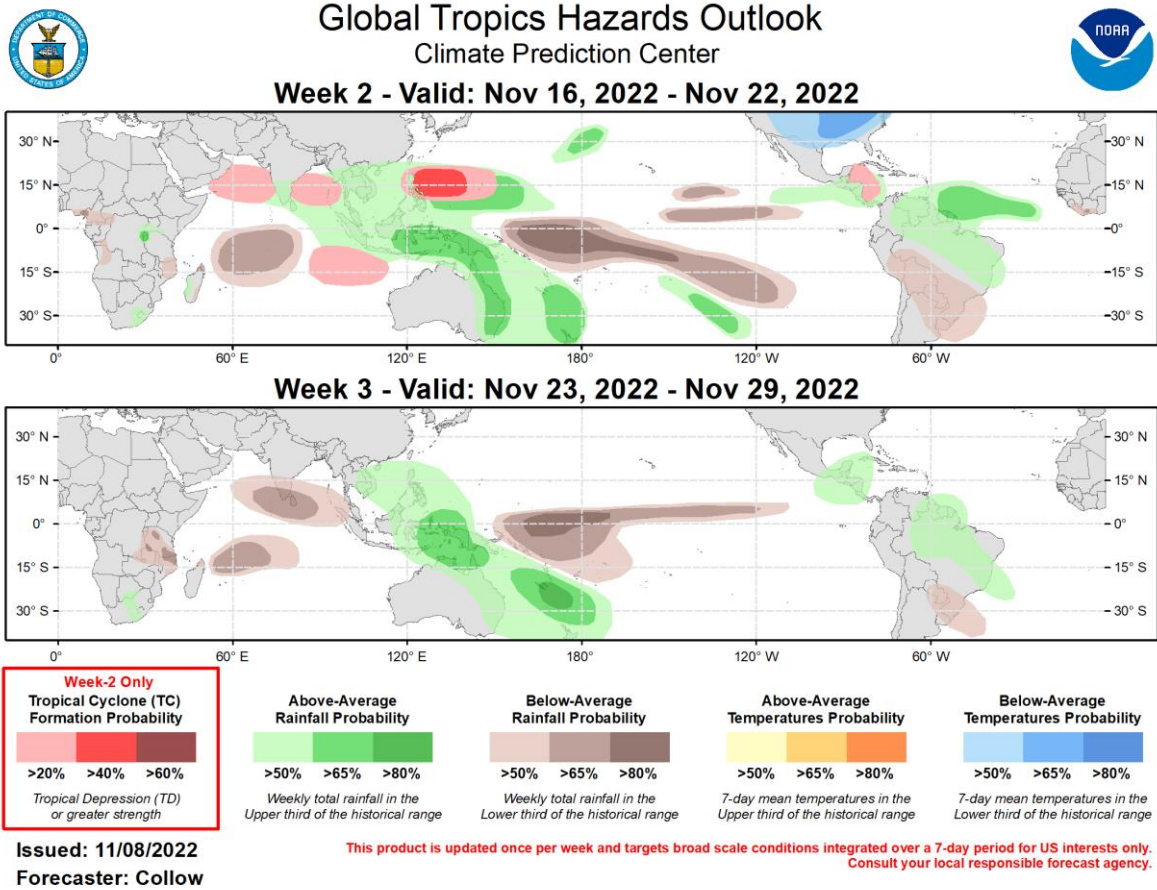 DEPARTMENT OF COMMERCE
UNITED STATES OF AMERICA
Global Tropics Hazards Outlook
Climate Prediction Center
NOAA
Week 2 - Valid: Nov 16, 2022 - Nov 22, 2022
30° N
30° N
15° N
15° N
0°
0°
15° S
15° S
30° S
30° S
0° 60° E 120° E 180° 120° W 60° W
Week 3 - Valid: Nov 23, 2022 - Nov 29, 2022
30° N
30° N
15° N
15° N
0°
0°
15° S
15° S
30° S
30° S
0° 60° E 120° E 180° 120° W 60° W
Week-2 Only
Tropical Cyclone (TC)
Formation Probability
>20% >40% >60%
Tropical Depression (TD)
or greater strength
Above-Average
Rainfall Probability
>50% >65% >80%
Weekly total rainfall in the
Upper third of the historical range
Below-Average
Rainfall Probability
>50% >65% >80%
Weekly total rainfall in the
Lower third of the historical range
Above-Average
Temperatures Probability
>50% >65% >80%
7-day mean temperatures in the
Upper third of the historical range
Below-Average
Temperatures Probability
>50% >65% >80%
7-day mean temperatures in the
Lower third of the historical range
Issued: 11/08/2022
Forecaster: Collow
This product is updated once per week and targets broad scale conditions integrated over a 7-day period for US interests only.
Consult your local responsible forecast agency.